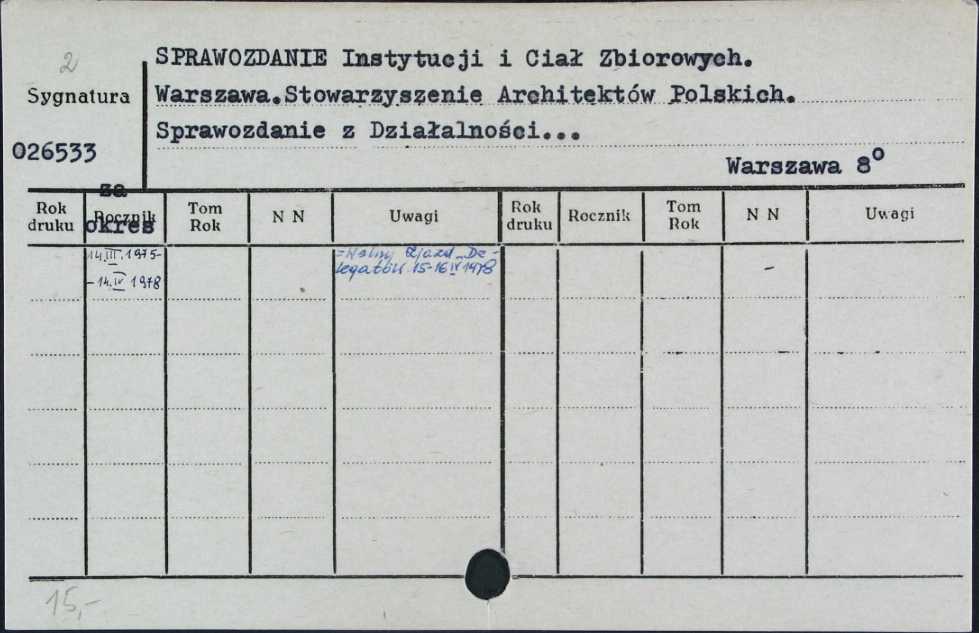 2
SPRAWOZDANIE Instytucji i Ciał Zbiorowych.
Sygnatura
Warszawa.Stowarzyszenie Architektów Polskich.
Sprawozdanie z Działalności...
026533
Warszawa 8°
za
okres
Rok druku Rocznik Tom Rok N N Uwagi Rok druku Rocznik Tom Rok N N Uwagi
14.III.1975-
-14.IV 1978
=Walny Zjazd De-
legatów 15-16 IV 1978
15,-